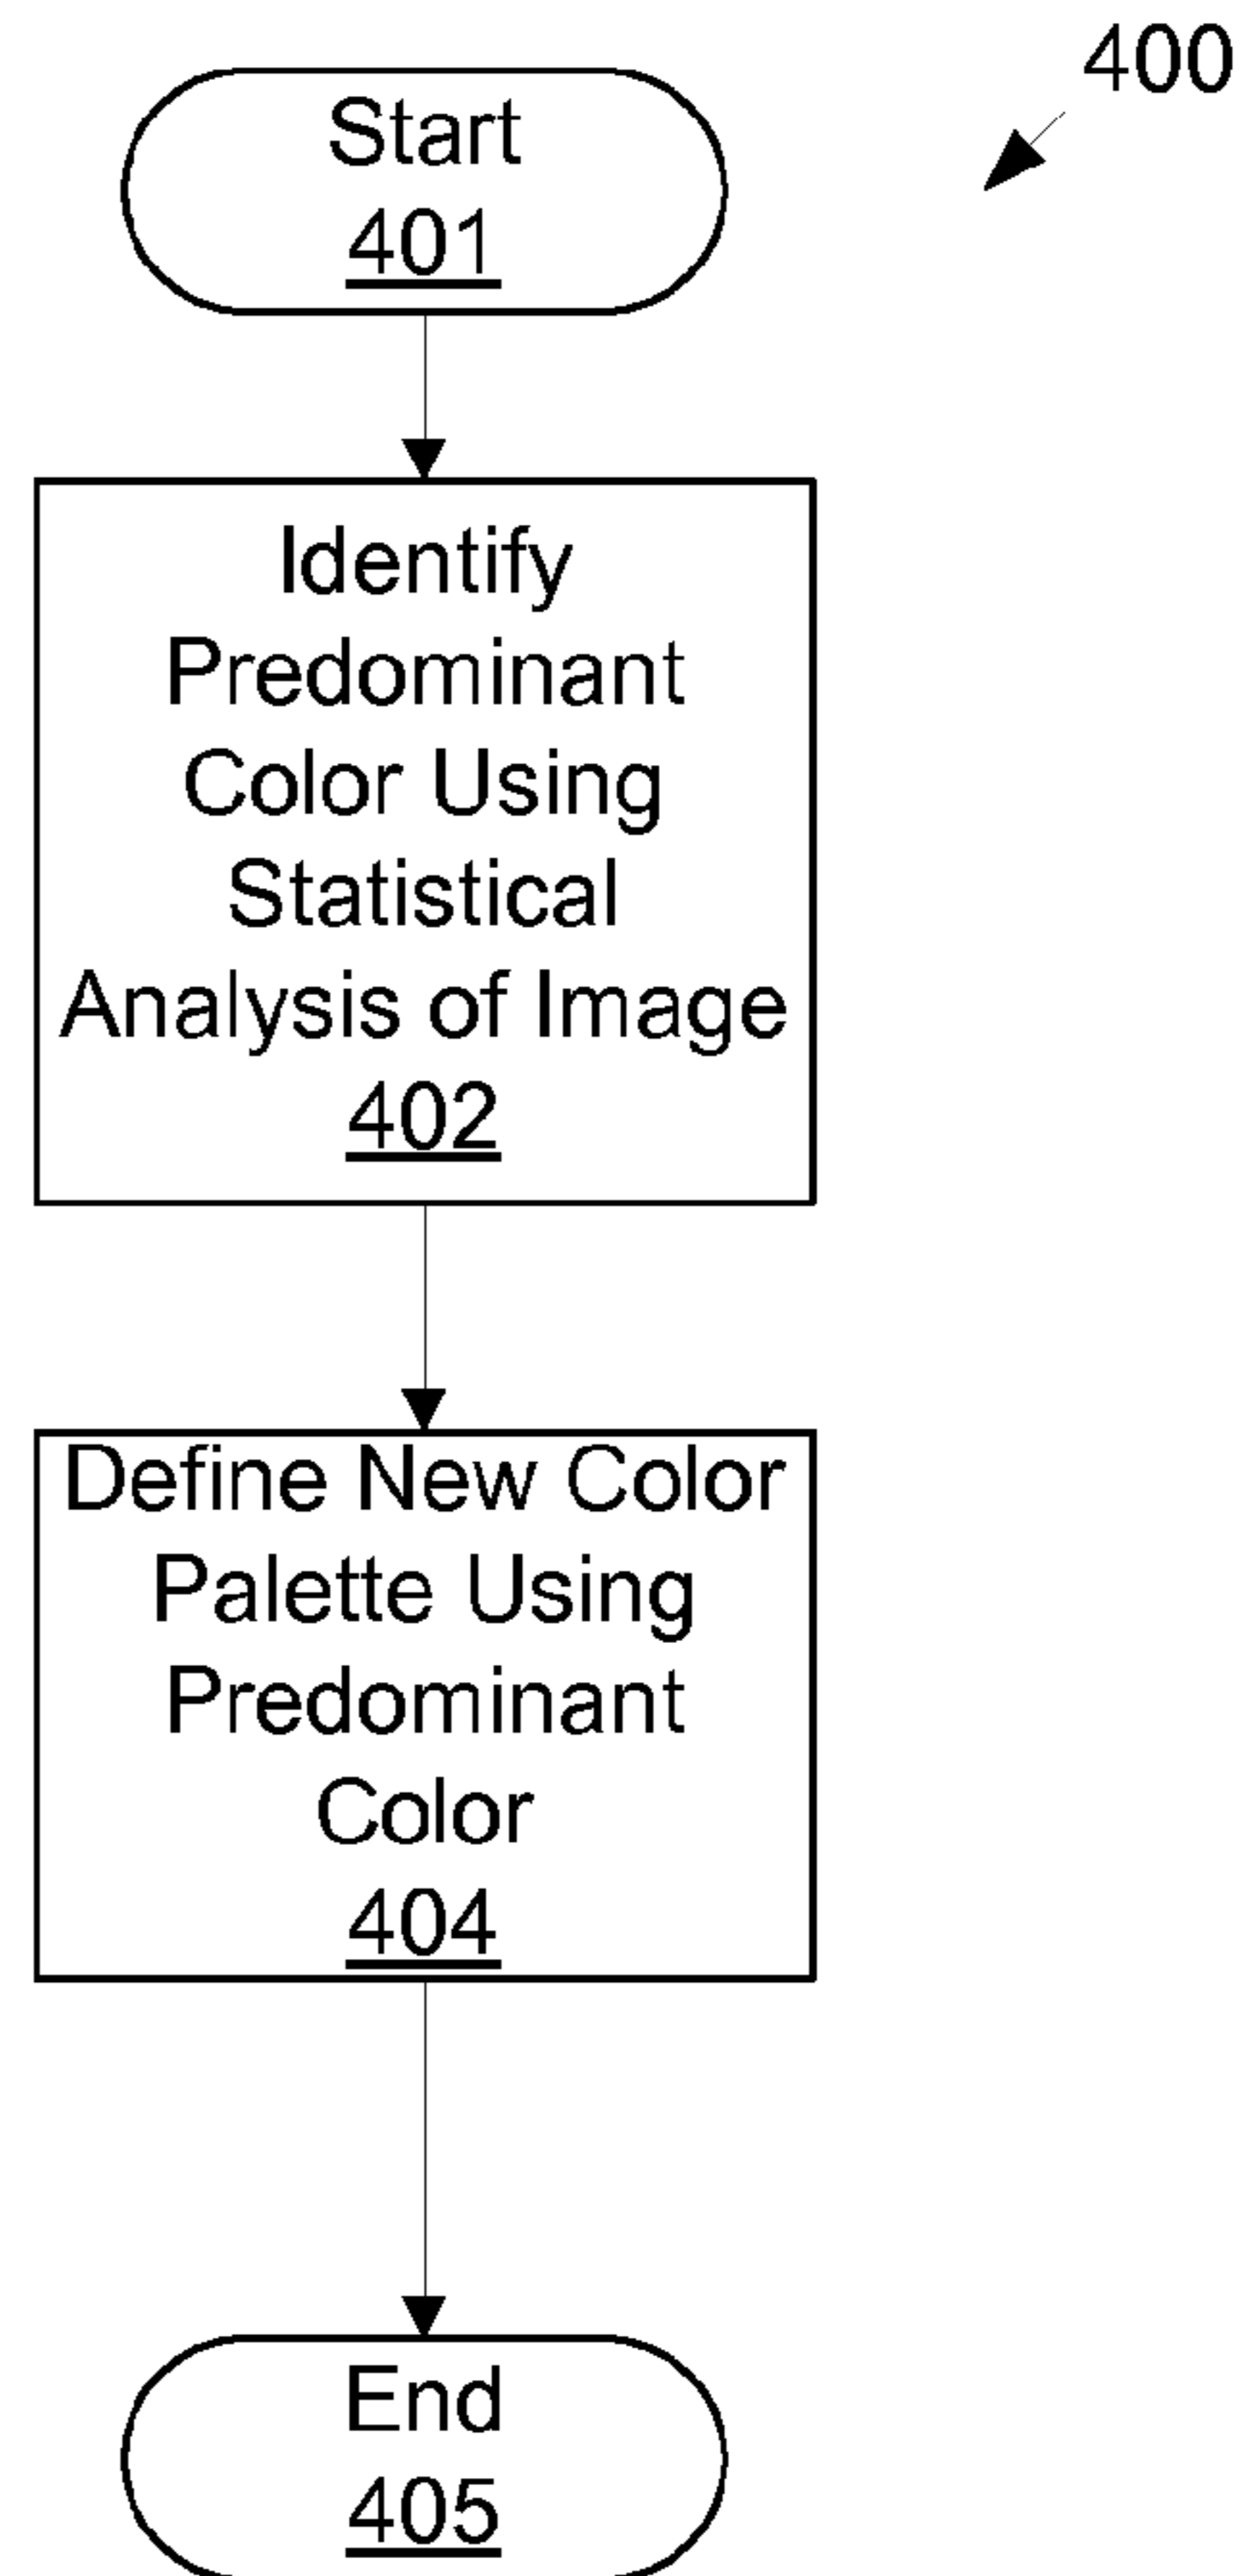 400
Start
401
Identify
Predominant
Color Using
Statistical
Analysis of Image
402
Define New Color
Palette Using
Predominant
Color
404
End
405